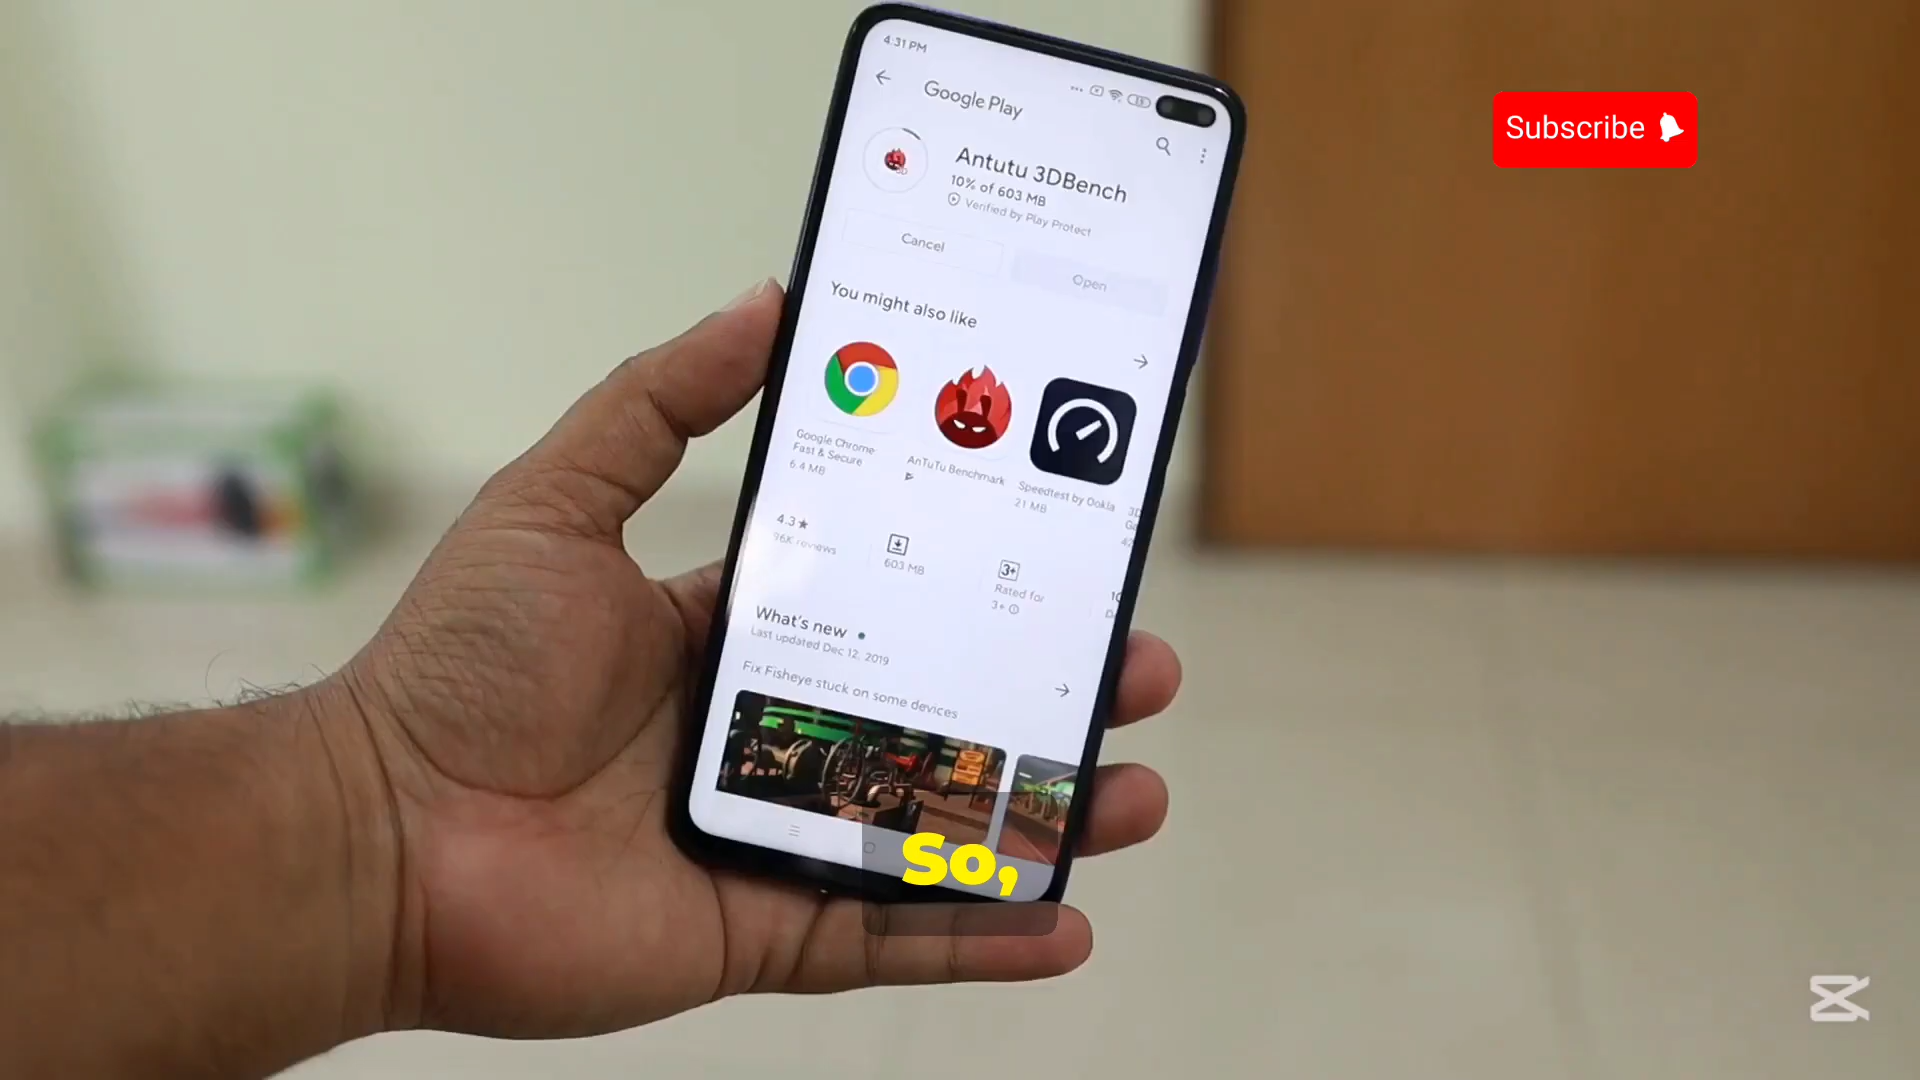 4:31 PM
Google Play
Antutu 3DBench
10% of 603 MB
Verified by Play Protect
Cancel
Open
You might also like
Google Chrome
Fast & Secure
6.4 MB
AnTuTu Benchmark
Speedtest by Ookla
21 MB
4.3★
96K reviews
603 MB
3+
Rated for
3+
What's new
Last updated Dec 12, 2019
Fix Fisheye stuck on some devices
Subscribe
So,